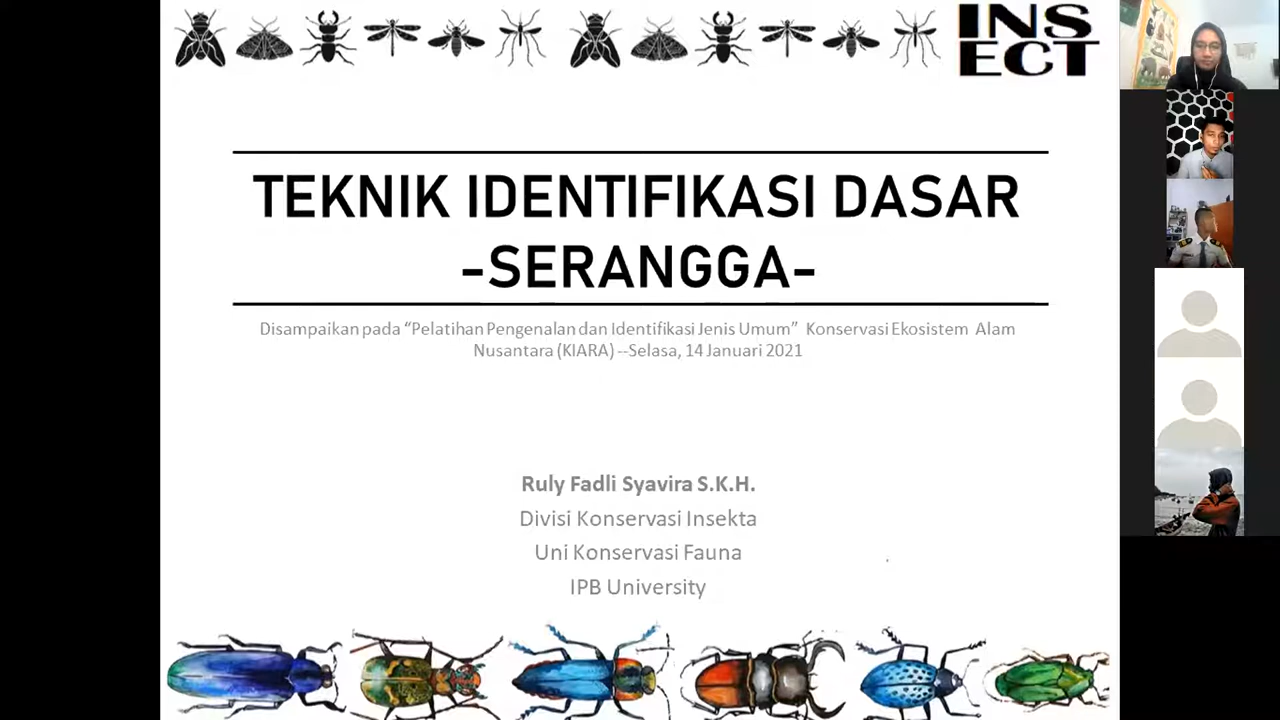 INS
ECT
TEKNIK IDENTIFIKASI DASAR
-SERANGGA-
Disampaikan pada “Pelatihan Pengenalan dan Identifikasi Jenis Umum” Konservasi Ekosistem Alam
Nusantara (KIARA) --Selasa, 14 Januari 2021
Ruly Fadli Syavira S.K.H.
Divisi Konservasi Insekta
Uni Konservasi Fauna
IPB University